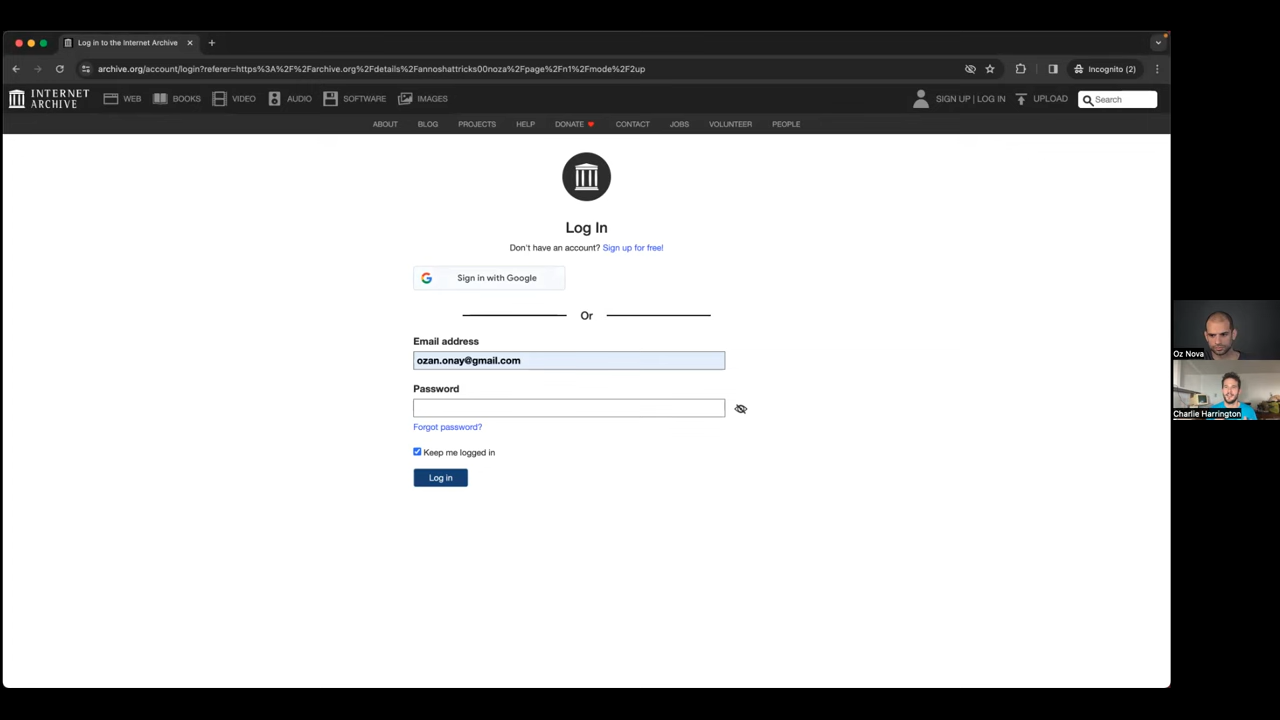 Log in to the Internet Archive
archive.org/account/login?referer=https%3A%2F%2Farchive.org%2Fdetails%2Fannoshattricks00noza%2Fpage%2Fn1%2Fmode%2F2up
Incognito (2)
INTERNET ARCHIVE WEB BOOKS VIDEO AUDIO SOFTWARE IMAGES SIGN UP | LOG IN UPLOAD Search
ABOUT BLOG PROJECTS HELP DONATE CONTACT JOBS VOLUNTEER PEOPLE
Log In
Don't have an account? Sign up for free!
Sign in with Google
Or
Email address
ozan.onay@gmail.com
Password
Forgot password?
Keep me logged in
Log in
Oz Nova
Charlie Harrington